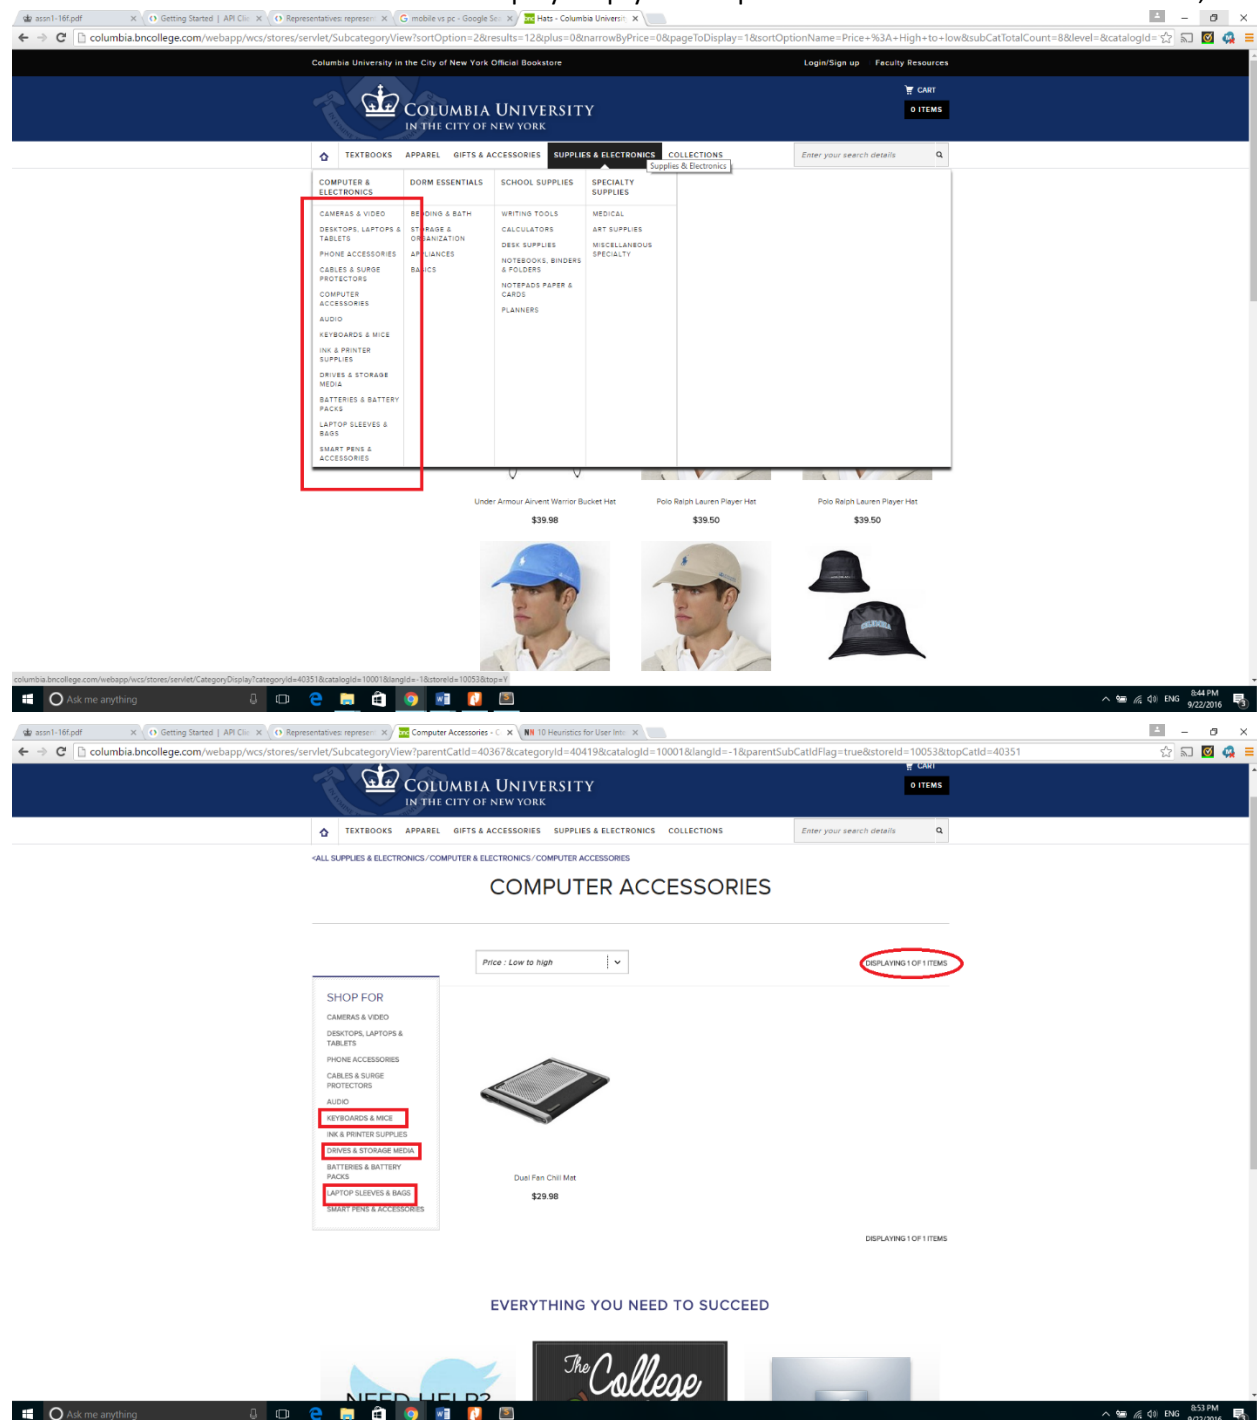 assn1-16f.pdf
Getting Started | API Clie
Representatives: represen
mobile vs pc - Google Se
Hats - Columbia Universit
columbia.bncollege.com/webapp/wcs/stores/servlet/SubcategoryView?sortOption=2&results=12&plus=0&narrowByPrice=0&pageToDisplay=1&sortOptionName=Price+%3A+High+to+low&subCatTotalCount=8&level=&catalogId=
Columbia University in the City of New York Official Bookstore
Login/Sign up
Faculty Resources
CART
0 ITEMS
COLUMBIA UNIVERSITY
IN THE CITY OF NEW YORK
TEXTBOOKS
APPAREL
GIFTS & ACCESSORIES
SUPPLIES & ELECTRONICS
COLLECTIONS
Enter your search details
Supplies & Electronics
COMPUTER &
ELECTRONICS
CAMERAS & VIDEO
DESKTOPS, LAPTOPS &
TABLETS
PHONE ACCESSORIES
CABLES & SURGE
PROTECTORS
COMPUTER
ACCESSORIES
AUDIO
KEYBOARDS & MICE
INK & PRINTER
SUPPLIES
DRIVES & STORAGE
MEDIA
BATTERIES & BATTERY
PACKS
LAPTOP SLEEVES &
BAGS
SMART PENS &
ACCESSORIES
DORM ESSENTIALS
BEDDING & BATH
STORAGE &
ORGANIZATION
APPLIANCES
BASICS
SCHOOL SUPPLIES
WRITING TOOLS
CALCULATORS
DESK SUPPLIES
NOTEBOOKS, BINDERS
& FOLDERS
NOTEPADS PAPER &
CARDS
PLANNERS
SPECIALTY
SUPPLIES
MEDICAL
ART SUPPLIES
MISCELLANEOUS
SPECIALTY
Under Armour Airvent Warrior Bucket Hat
$39.98
Polo Ralph Lauren Player Hat
$39.50
Polo Ralph Lauren Player Hat
$39.50
COLUMBIA
columbia.bncollege.com/webapp/wcs/stores/servlet/CategoryDisplay?categoryId=40351&catalogId=10001&langId=-1&storeId=10053&top=Y
Ask me anything
ENG
8:44 PM
9/22/2016
assn1-16f.pdf
Getting Started | API Clie
Representatives: represen
Computer Accessories - C
10 Heuristics for User Inte
columbia.bncollege.com/webapp/wcs/stores/servlet/SubcategoryView?parentCatId=40367&categoryId=40419&catalogId=10001&langId=-1&parentSubCatIdFlag=true&storeId=10053&topCatId=40351
CART
0 ITEMS
COLUMBIA UNIVERSITY
IN THE CITY OF NEW YORK
TEXTBOOKS
APPAREL
GIFTS & ACCESSORIES
SUPPLIES & ELECTRONICS
COLLECTIONS
Enter your search details
<ALL SUPPLIES & ELECTRONICS/COMPUTER & ELECTRONICS/COMPUTER ACCESSORIES
COMPUTER ACCESSORIES
Price : Low to high
DISPLAYING 1 OF 1 ITEMS
SHOP FOR
CAMERAS & VIDEO
DESKTOPS, LAPTOPS &
TABLETS
PHONE ACCESSORIES
CABLES & SURGE
PROTECTORS
AUDIO
KEYBOARDS & MICE
INK & PRINTER SUPPLIES
DRIVES & STORAGE MEDIA
BATTERIES & BATTERY
PACKS
LAPTOP SLEEVES & BAGS
SMART PENS & ACCESSORIES
Dual Fan Chill Mat
$29.98
DISPLAYING 1 OF 1 ITEMS
EVERYTHING YOU NEED TO SUCCEED
NEED HELP?
The College
Ask me anything
ENG
8:53 PM
9/22/2016